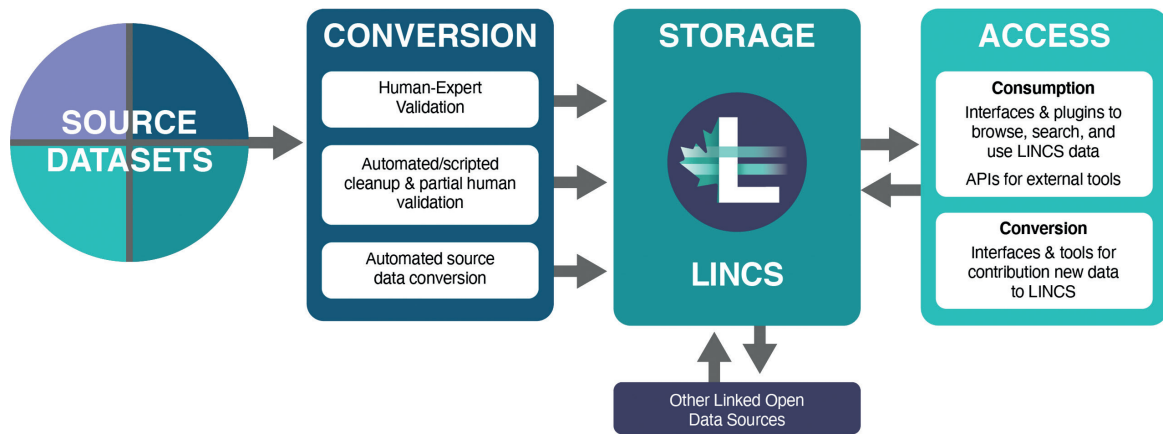 SOURCE
DATASETS
CONVERSION
Human-Expert
Validation
Automated/scripted
cleanup & partial human
validation
Automated source
data conversion
STORAGE
L
LINCS
ACCESS
Consumption
Interfaces & plugins to
browse, search, and
use LINCS data
APIs for external tools
Conversion
Interfaces & tools for
contribution new data
to LINCS
Other Linked Open
Data Sources